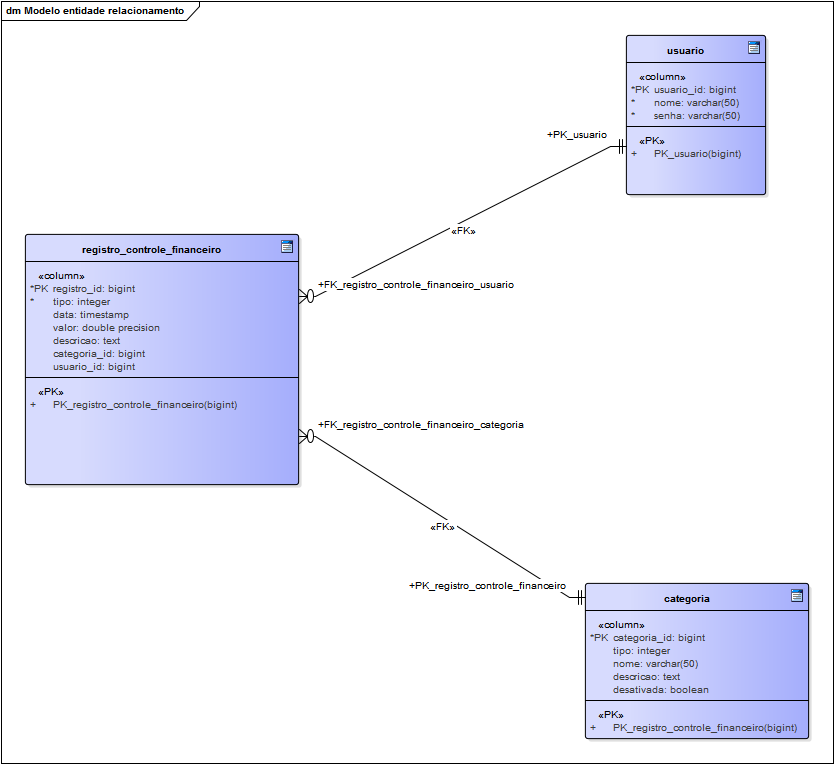 dm Modelo entidade relacionamento
usuario
«column»
*PK usuario_id: bigint
* nome: varchar(50)
* senha: varchar(50)
«PK»
+ PK_usuario(bigint)
+PK_usuario
«FK»
+FK_registro_controle_financeiro_usuario
registro_controle_financeiro
«column»
*PK registro_id: bigint
* tipo: integer
data: timestamp
valor: double precision
descricao: text
categoria_id: bigint
usuario_id: bigint
«PK»
+ PK_registro_controle_financeiro(bigint)
+FK_registro_controle_financeiro_categoria
«FK»
+PK_registro_controle_financeiro
categoria
«column»
*PK categoria_id: bigint
tipo: integer
nome: varchar(50)
descricao: text
desativada: boolean
«PK»
+ PK_registro_controle_financeiro(bigint)